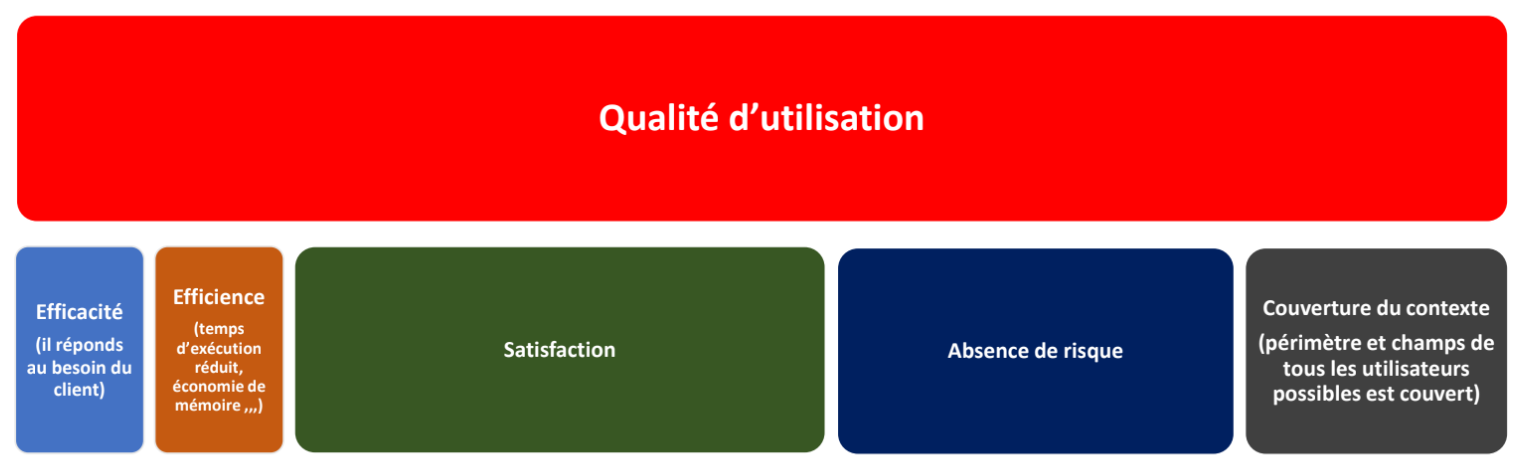 Qualité d’utilisation
Efficacité
(il réponds
au besoin du
client)
Efficience
(temps
d’exécution
réduit,
économie de
mémoire ,,,)
Satisfaction
Absence de risque
Couverture du contexte
(périmètre et champs de
tous les utilisateurs
possibles est couvert)